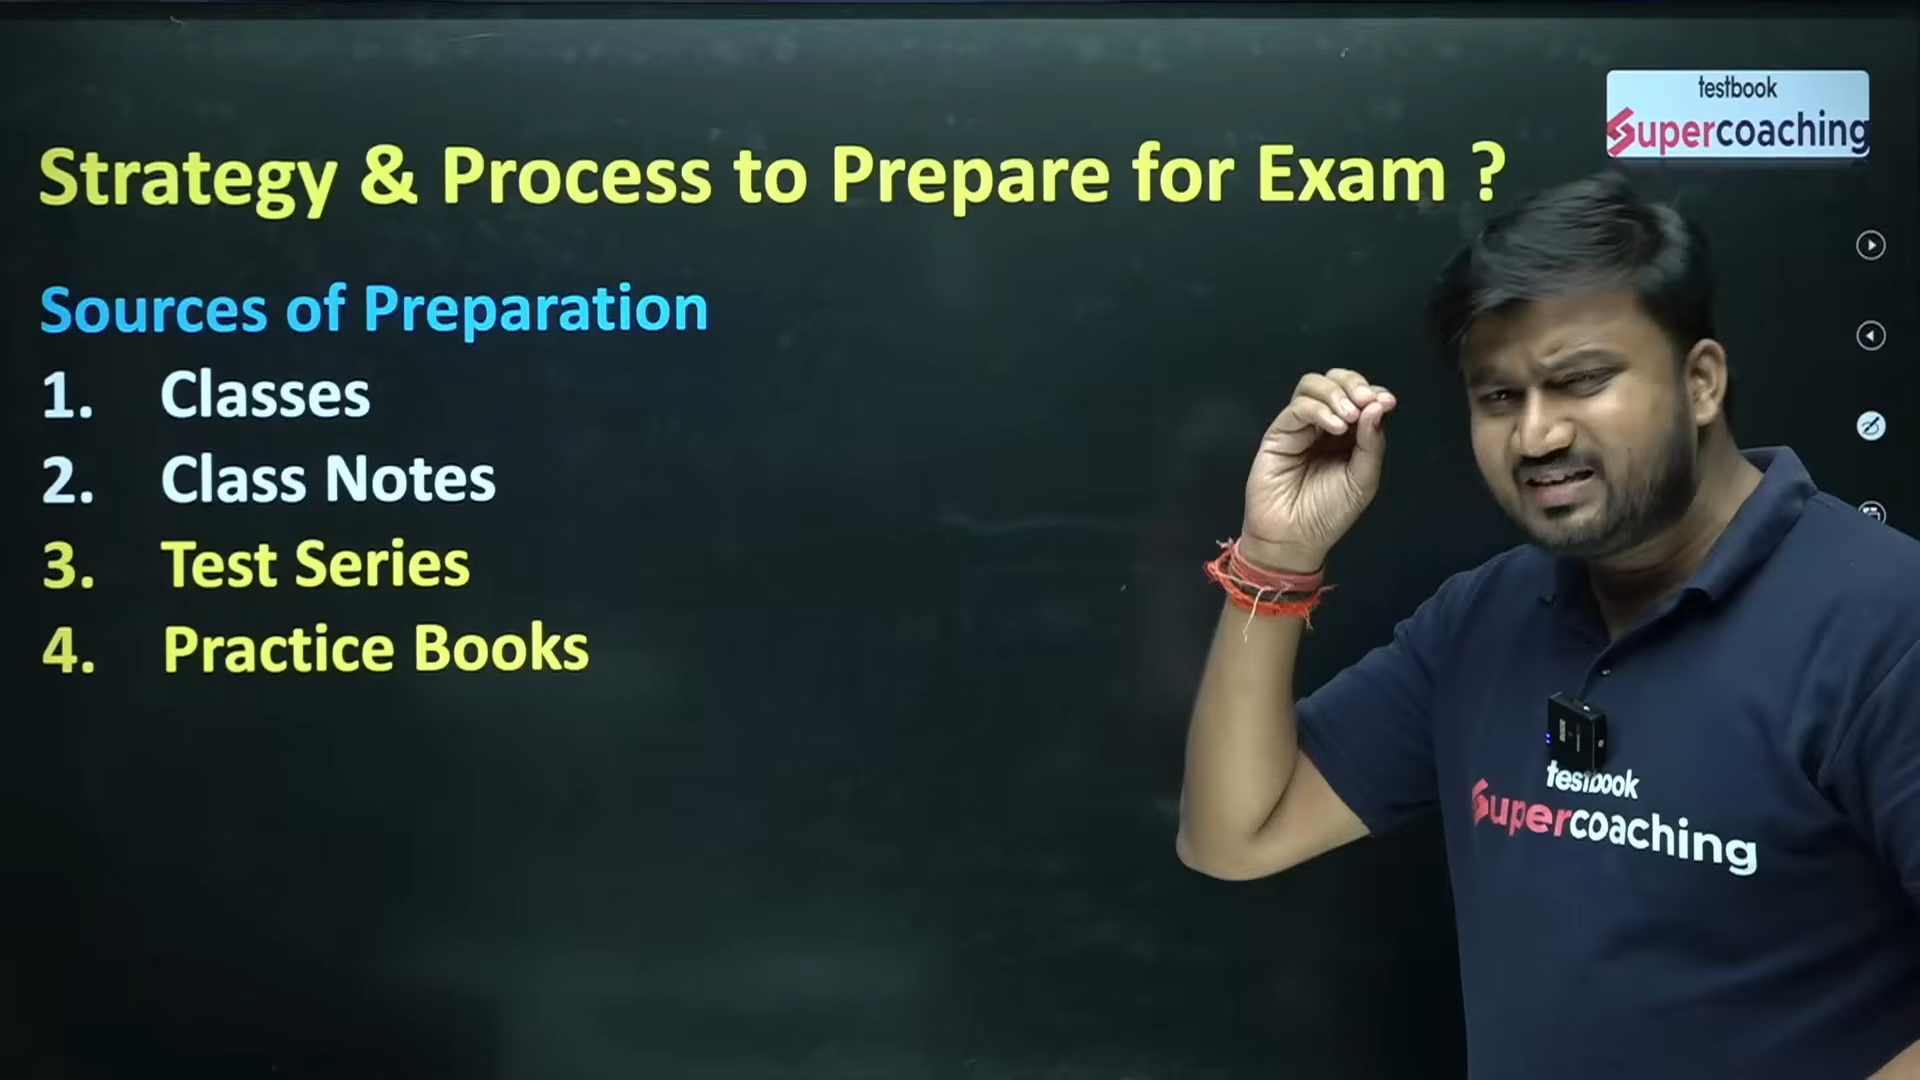 testbook
Supercoaching
Strategy & Process to Prepare for Exam ?
Sources of Preparation
1. Classes
2. Class Notes
3. Test Series
4. Practice Books
testbook
Supercoaching